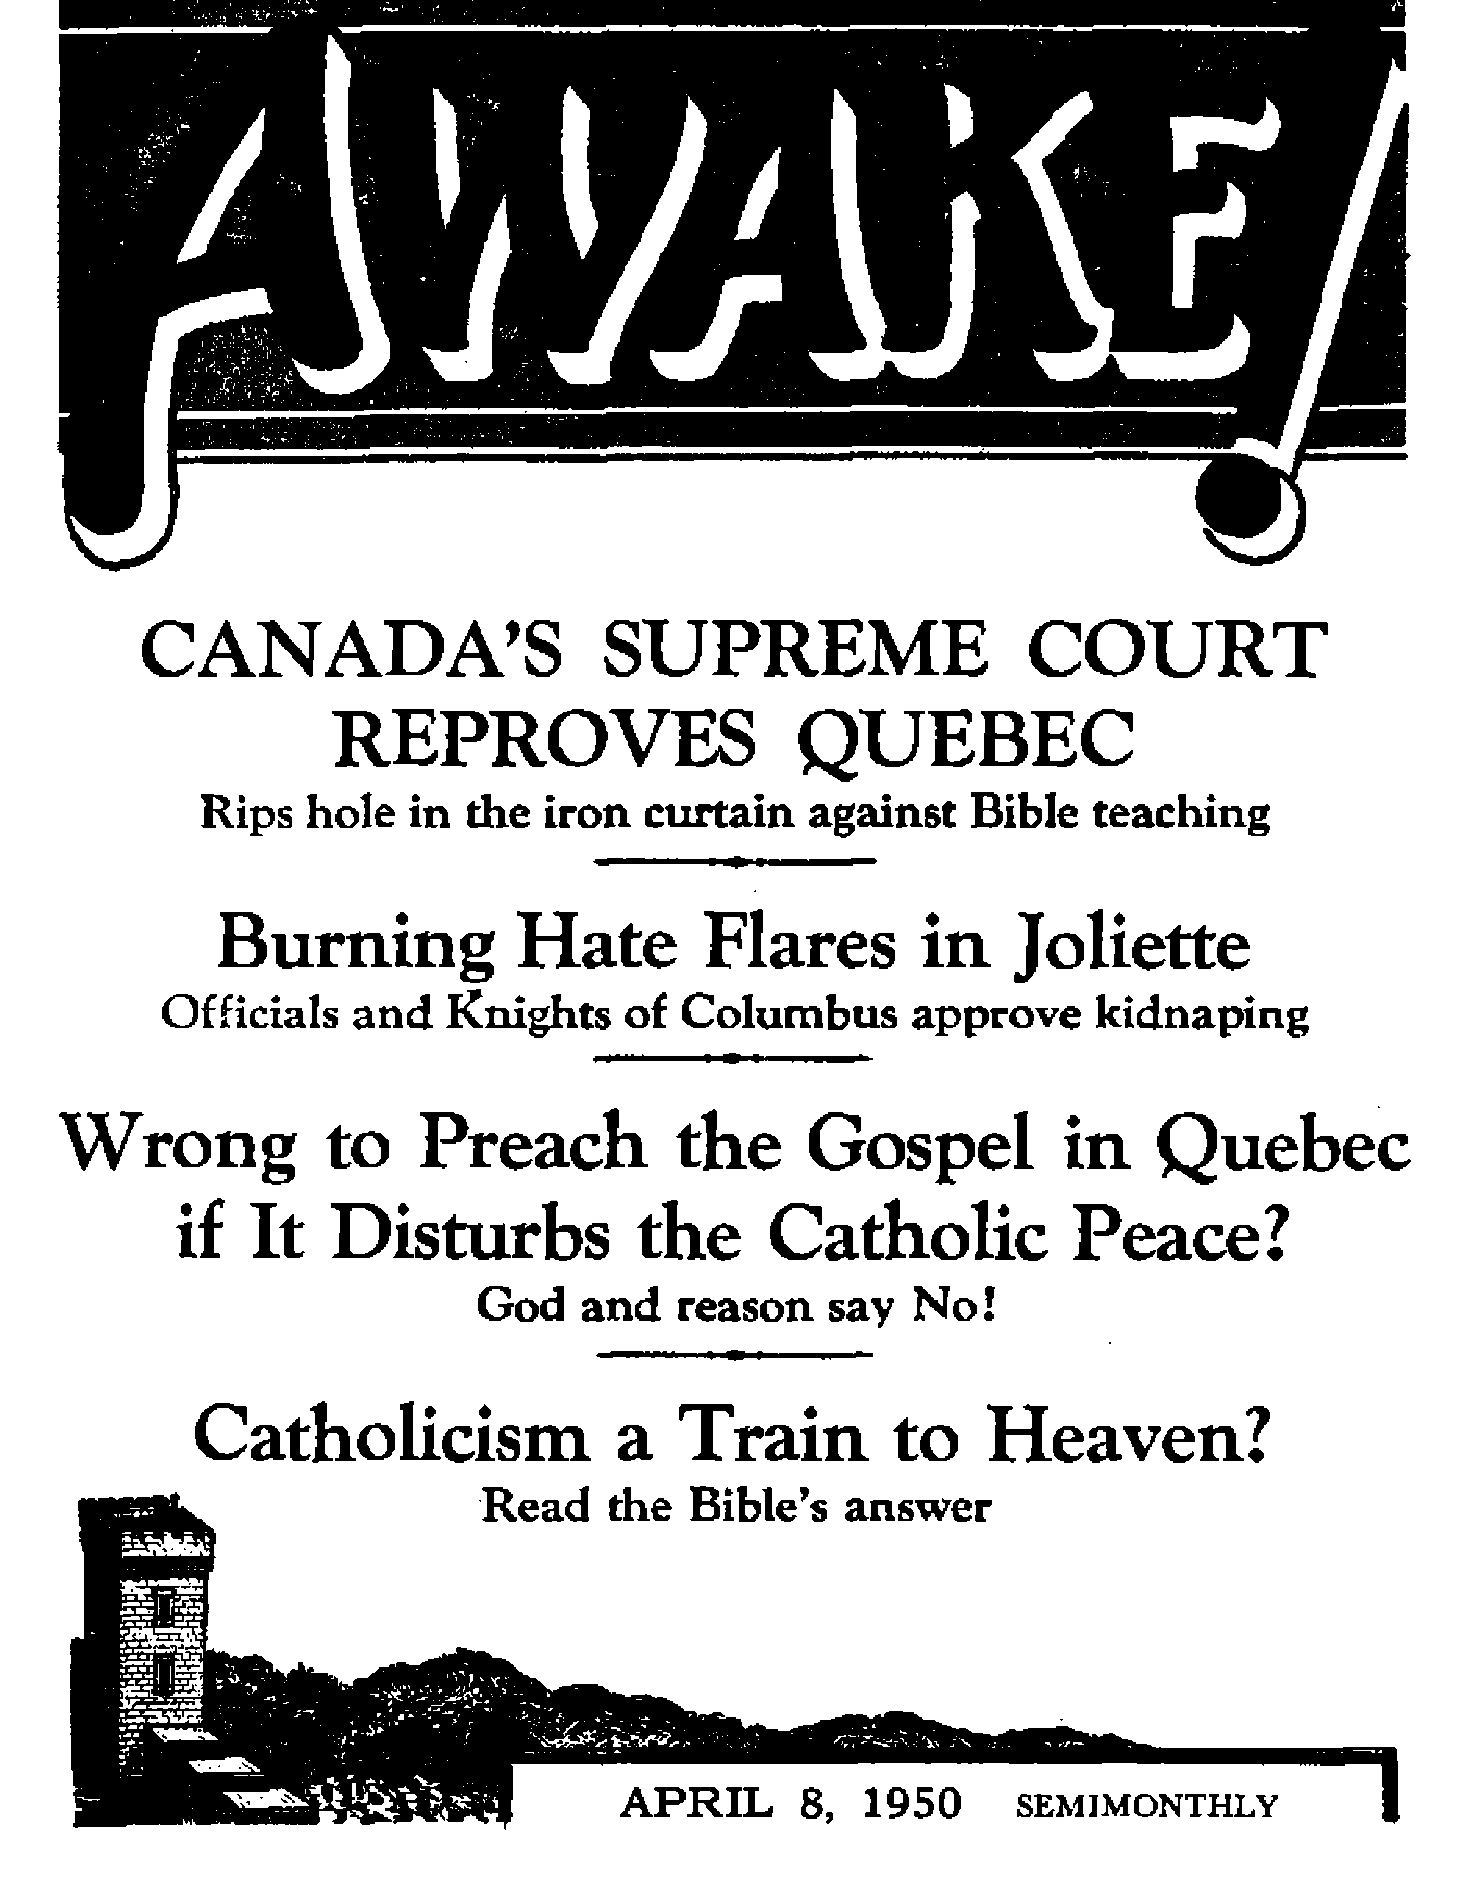 AWAKE!
CANADA'S SUPREME COURT
REPROVES QUEBEC
Rips hole in the iron curtain against Bible teaching
Burning Hate Flares in Joliette
Officials and Knights of Columbus approve kidnaping
Wrong to Preach the Gospel in Quebec
if It Disturbs the Catholic Peace?
God and reason say No!
Catholicism a Train to Heaven?
Read the Bible's answer
APRIL 8, 1950 SEMIMONTHLY